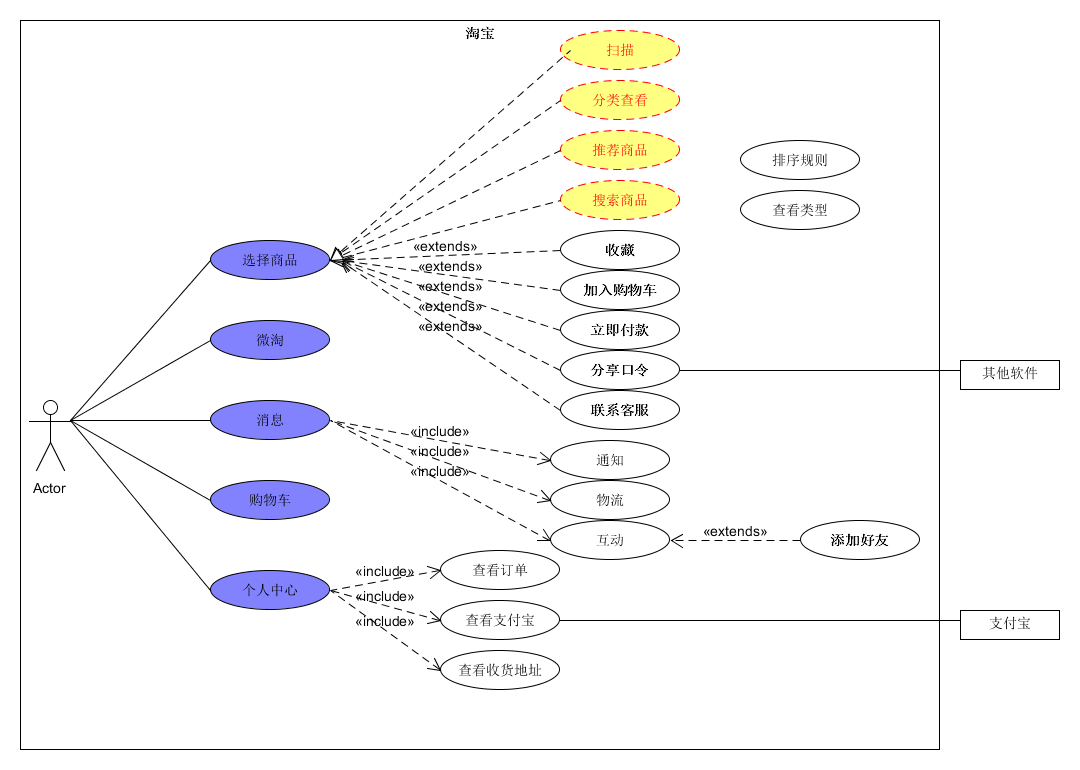 淘宝
扫描
分类查看
推荐商品
排序规则
搜索商品
查看类型
选择商品
«extends»
收藏
«extends»
加入购物车
«extends»
«extends»
立即付款
«extends»
微淘
分享口令
其他软件
联系客服
消息
«include»
«include»
通知
«include»
Actor
购物车
物流
互动
«extends»
添加好友
个人中心
«include»
查看订单
«include»
查看支付宝
支付宝
«include»
查看收货地址